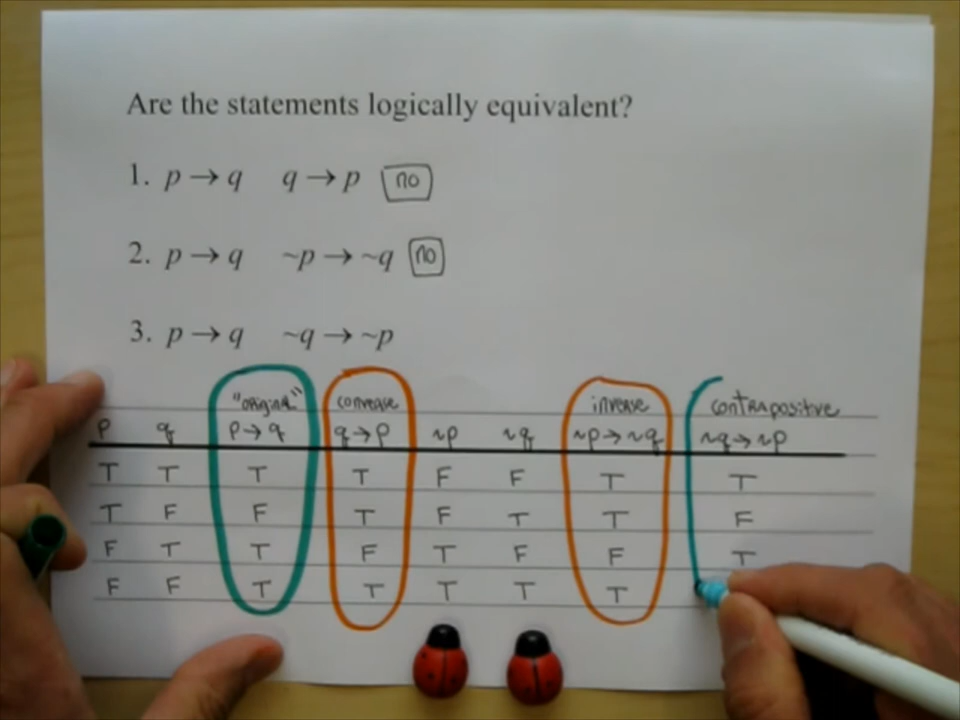 Are the statements logically equivalent?
1. p → q q → p no
2. p → q ~p → ~q no
3. p → q ~q → ~p
"original" converse inverse contrapositive
p q p → q q → p ~p ~q ~p → ~q ~q → ~p
T T T T F F T T
T F F T F T T F
F T T F T F F T
F F T T T T T